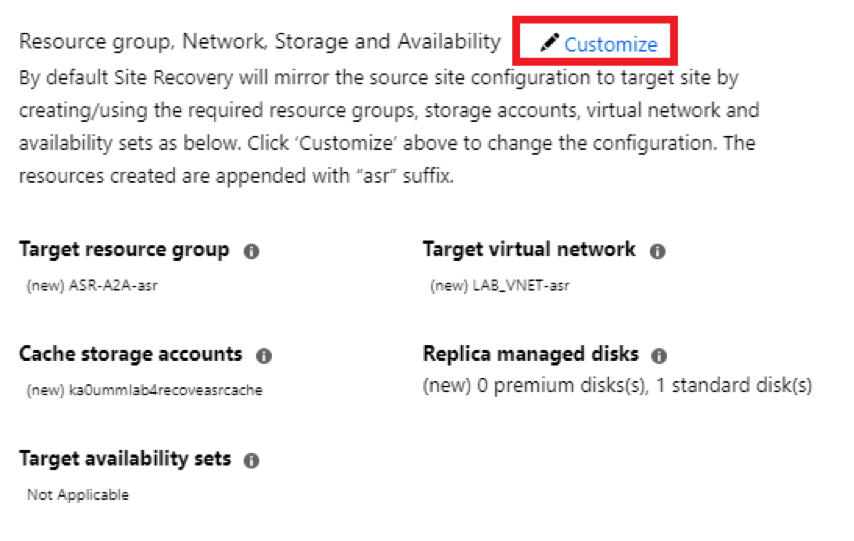 Resource group, Network, Storage and Availability Customize
By default Site Recovery will mirror the source site configuration to target site by
creating/using the required resource groups, storage accounts, virtual network and
availability sets as below. Click ‘Customize’ above to change the configuration. The
resources created are appended with “asr” suffix.
Target resource group
(new) ASR-A2A-asr
Target virtual network
(new) LAB_VNET-asr
Cache storage accounts
(new) ka0ummlab4recoveasrcache
Replica managed disks
(new) 0 premium disks(s), 1 standard disk(s)
Target availability sets
Not Applicable